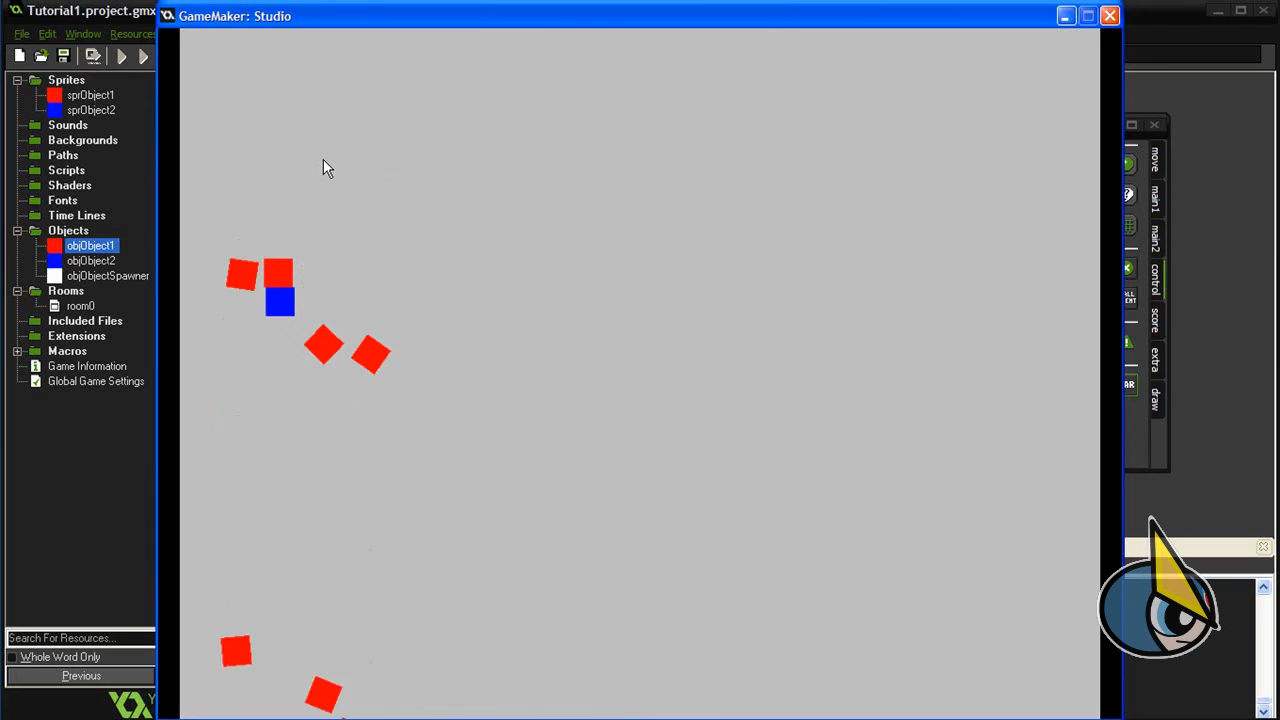 Tutorial1.project.gmx
GameMaker: Studio
File Edit Window Resources
Sprites
sprObject1
sprObject2
Sounds
Backgrounds
Paths
Scripts
Shaders
Fonts
Time Lines
Objects
objObject1
objObject2
objObjectSpawner
Rooms
room0
Included Files
Extensions
Macros
Game Information
Global Game Settings
Search For Resources...
Whole Word Only
Previous
move
main1
main2
control
score
extra
draw